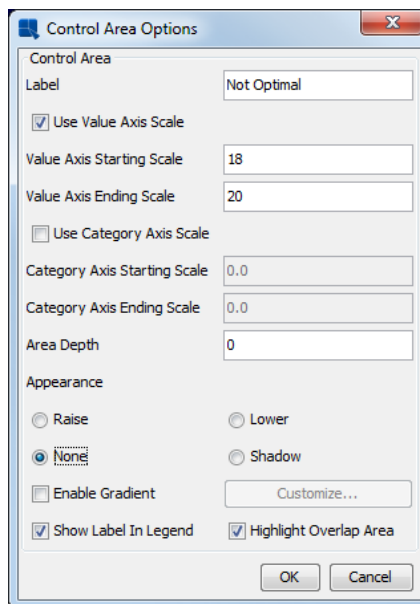 Control Area Options
Control Area
Label Not Optimal
Use Value Axis Scale
Value Axis Starting Scale 18
Value Axis Ending Scale 20
Use Category Axis Scale
Category Axis Starting Scale 0.0
Category Axis Ending Scale 0.0
Area Depth 0
Appearance
Raise Lower
None Shadow
Enable Gradient Customize...
Show Label In Legend Highlight Overlap Area
OK Cancel